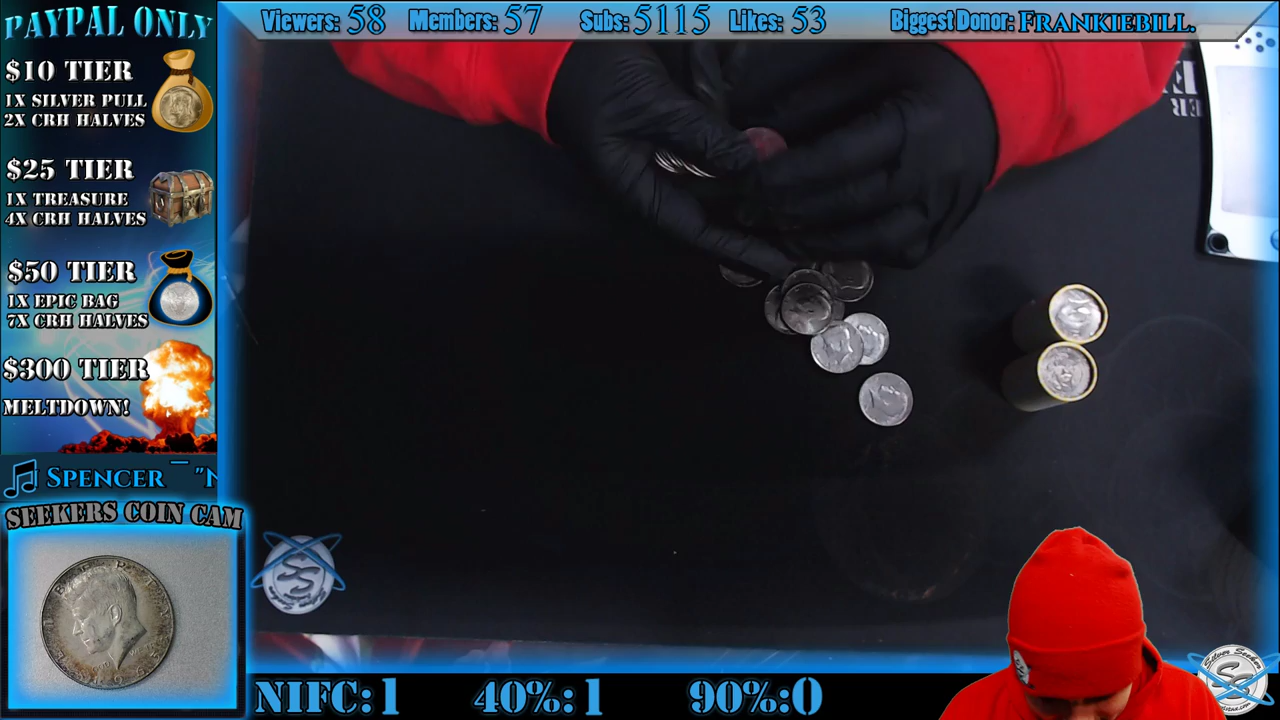 PAYPAL ONLY
Viewers: 58 Members: 57 Subs: 5115 Likes: 53 Biggest Donor: FRANKIEBILL.
$10 TIER
1X SILVER PULL
2X CRH HALVES
$25 TIER
1X TREASURE
4X CRH HALVES
$50 TIER
1X EPIC BAG
7X CRH HALVES
$300 TIER
MELTDOWN!
SPENCER - "N
SEEKERS COIN CAM
Silver Seeker
NIFC: 1 40%: 1 90%: 0